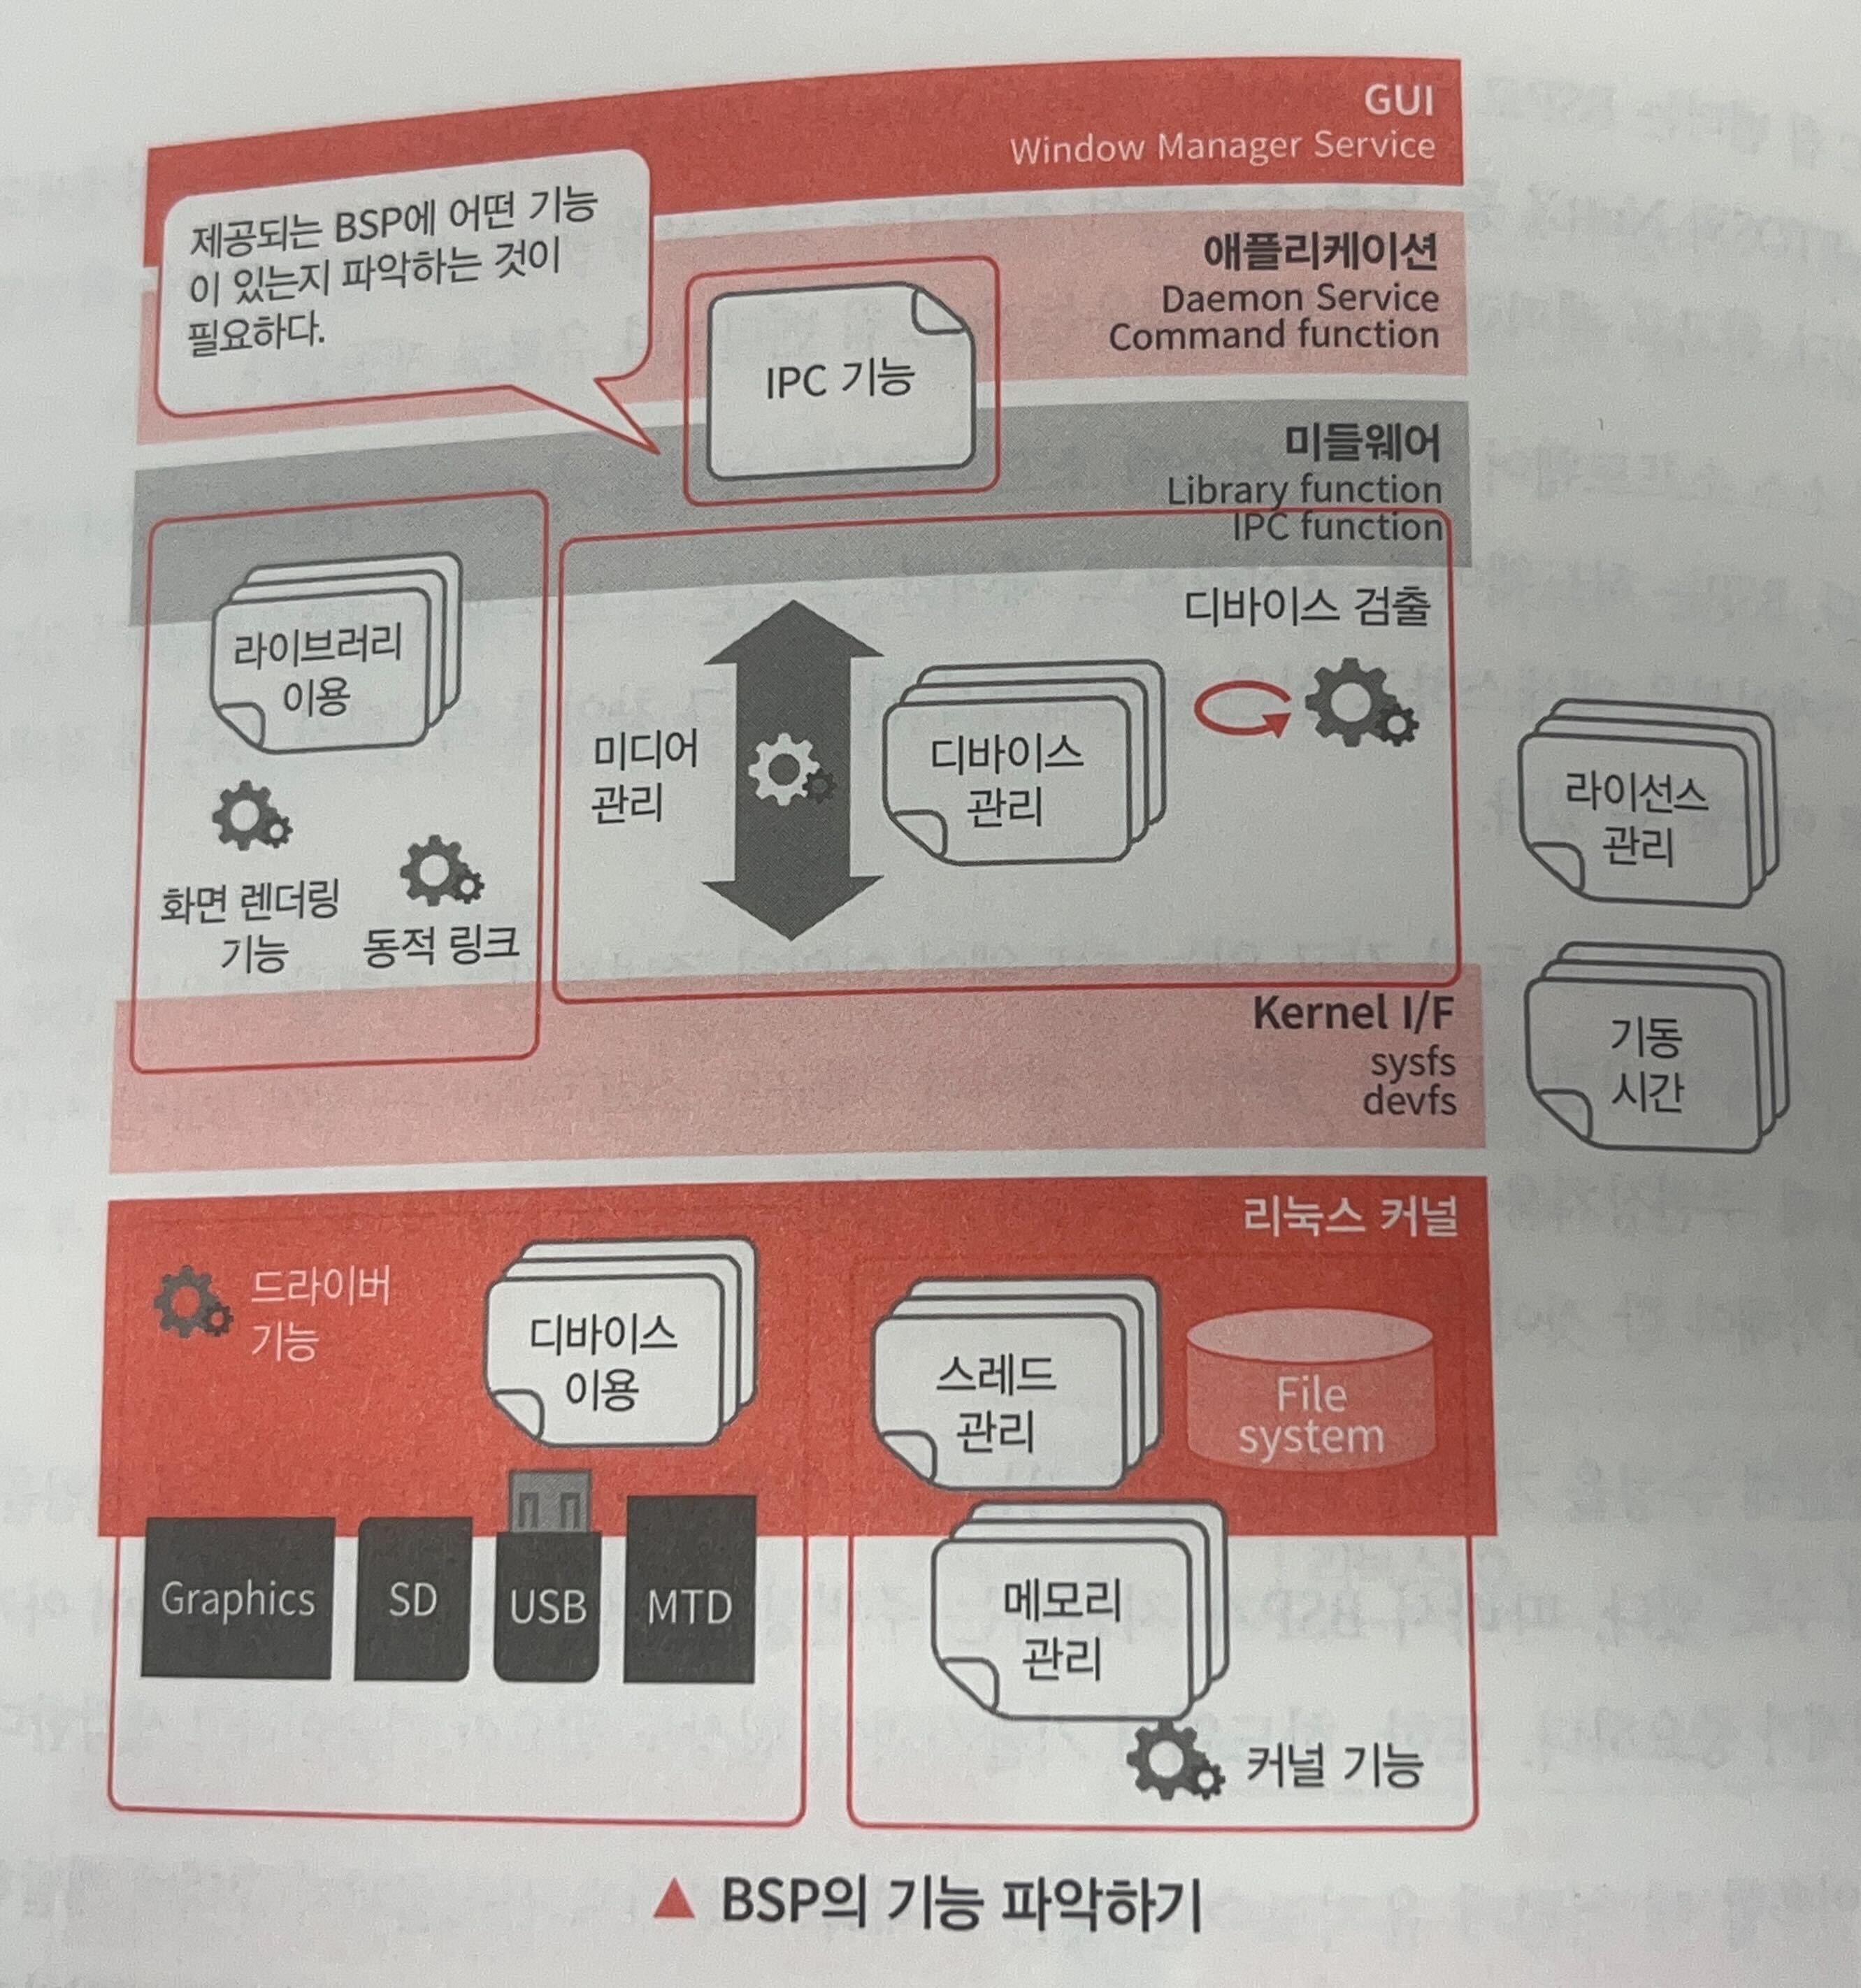 GUI
Window Manager Service
제공되는 BSP에 어떤 기능
이 있는지 파악하는 것이
필요하다.
애플리케이션
Daemon Service
Command function
IPC 기능
미들웨어
Library function
IPC function
라이브러리
이용
화면 렌더링
기능
동적 링크
미디어
관리
디바이스
관리
디바이스 검출
라이선스
관리
기동
시간
Kernel I/F
sysfs
devfs
리눅스 커널
드라이버
기능
디바이스
이용
스레드
관리
File
system
Graphics
SD
USB
MTD
메모리
관리
커널 기능
▲ BSP의 기능 파악하기